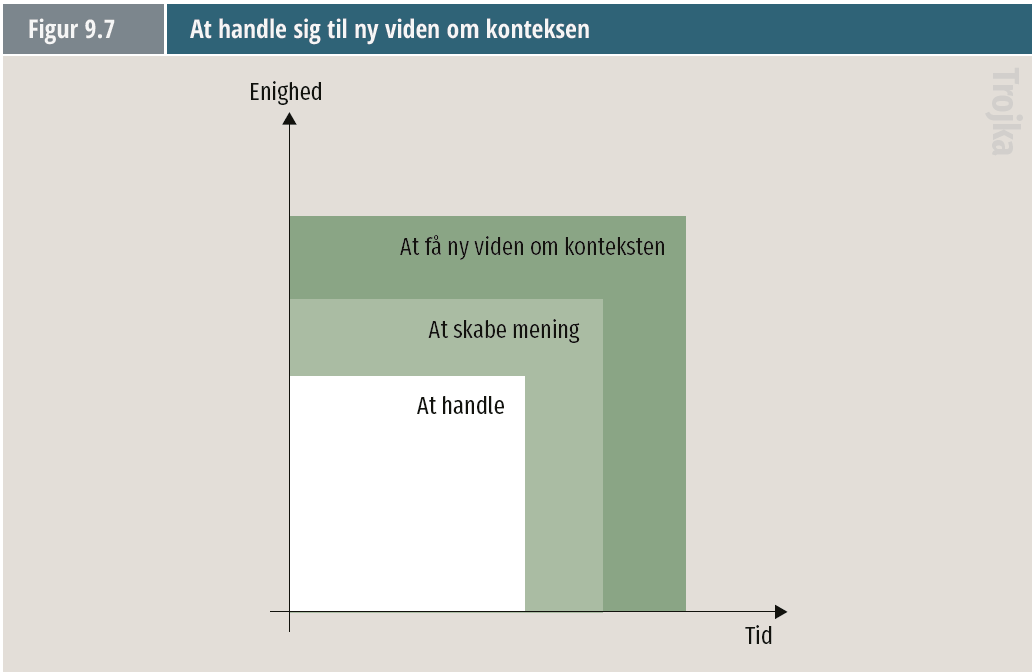 Figur 9.7
At handle sig til ny viden om konteksen
Trojka
Enighed
At få ny viden om konteksten
At skabe mening
At handle
Tid